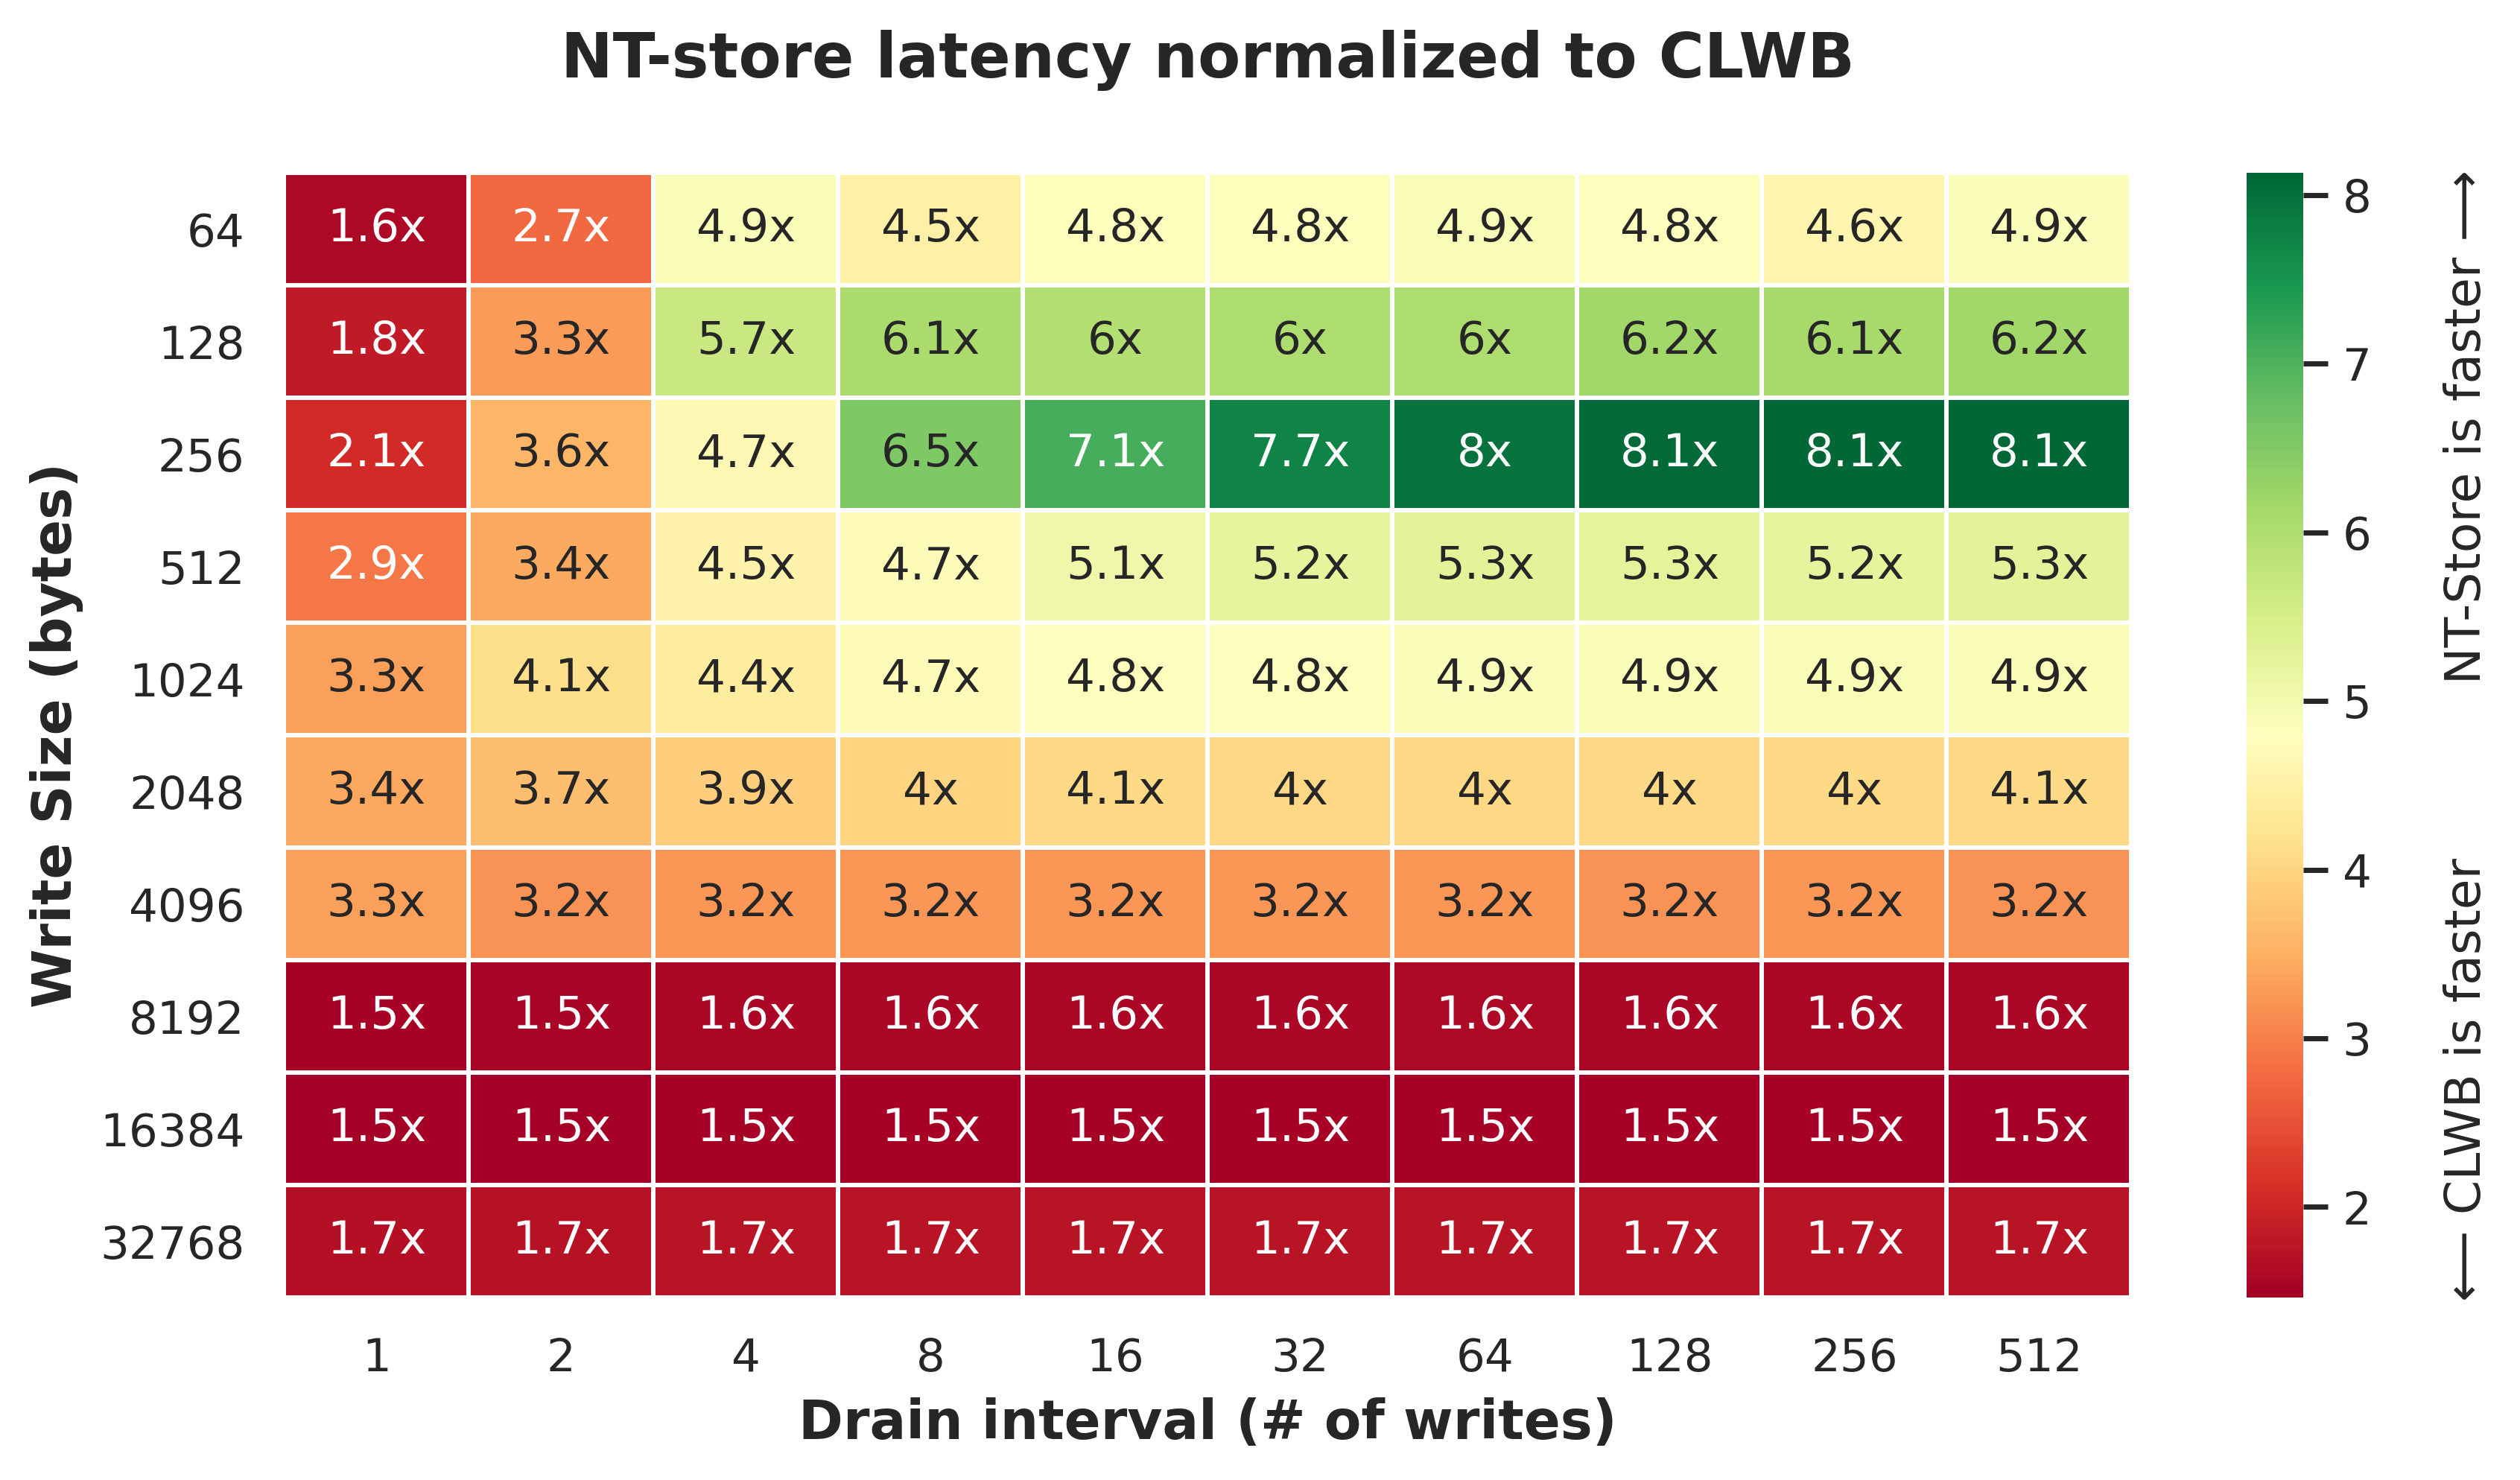 NT-store latency normalized to CLWB
Write Size (bytes)
64 1.6x 2.7x 4.9x 4.5x 4.8x 4.8x 4.9x 4.8x 4.6x 4.9x
128 1.8x 3.3x 5.7x 6.1x 6x 6x 6x 6.2x 6.1x 6.2x
256 2.1x 3.6x 4.7x 6.5x 7.1x 7.7x 8x 8.1x 8.1x 8.1x
512 2.9x 3.4x 4.5x 4.7x 5.1x 5.2x 5.3x 5.3x 5.2x 5.3x
1024 3.3x 4.1x 4.4x 4.7x 4.8x 4.8x 4.9x 4.9x 4.9x 4.9x
2048 3.4x 3.7x 3.9x 4x 4.1x 4x 4x 4x 4x 4.1x
4096 3.3x 3.2x 3.2x 3.2x 3.2x 3.2x 3.2x 3.2x 3.2x 3.2x
8192 1.5x 1.5x 1.6x 1.6x 1.6x 1.6x 1.6x 1.6x 1.6x 1.6x
16384 1.5x 1.5x 1.5x 1.5x 1.5x 1.5x 1.5x 1.5x 1.5x 1.5x
32768 1.7x 1.7x 1.7x 1.7x 1.7x 1.7x 1.7x 1.7x 1.7x 1.7x
1 2 4 8 16 32 64 128 256 512
Drain interval (# of writes)
8
7
6
5
4
3
2
⟵ CLWB is faster NT-Store is faster ⟶